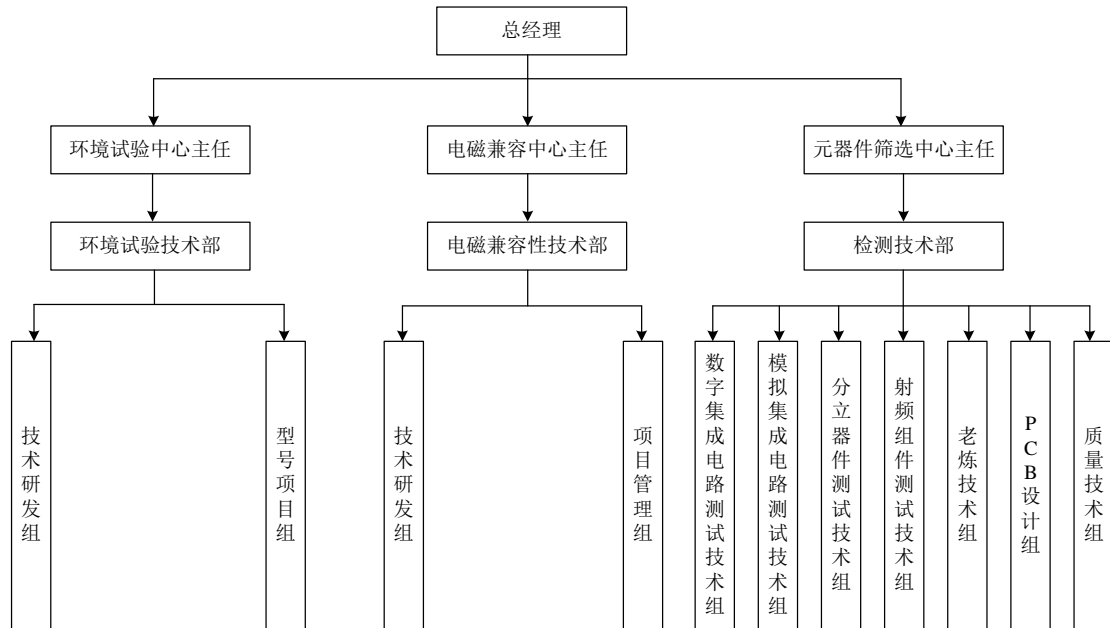 总经理
环境试验中心主任
电磁兼容中心主任
元器件筛选中心主任
环境试验技术部
电磁兼容性技术部
检测技术部
技术研发组
型号项目组
技术研发组
项目管理组
数字集成电路测试技术组
模拟集成电路测试技术组
分立器件测试技术组
射频组件测试技术组
老炼技术组
PCB设计组
质量技术组